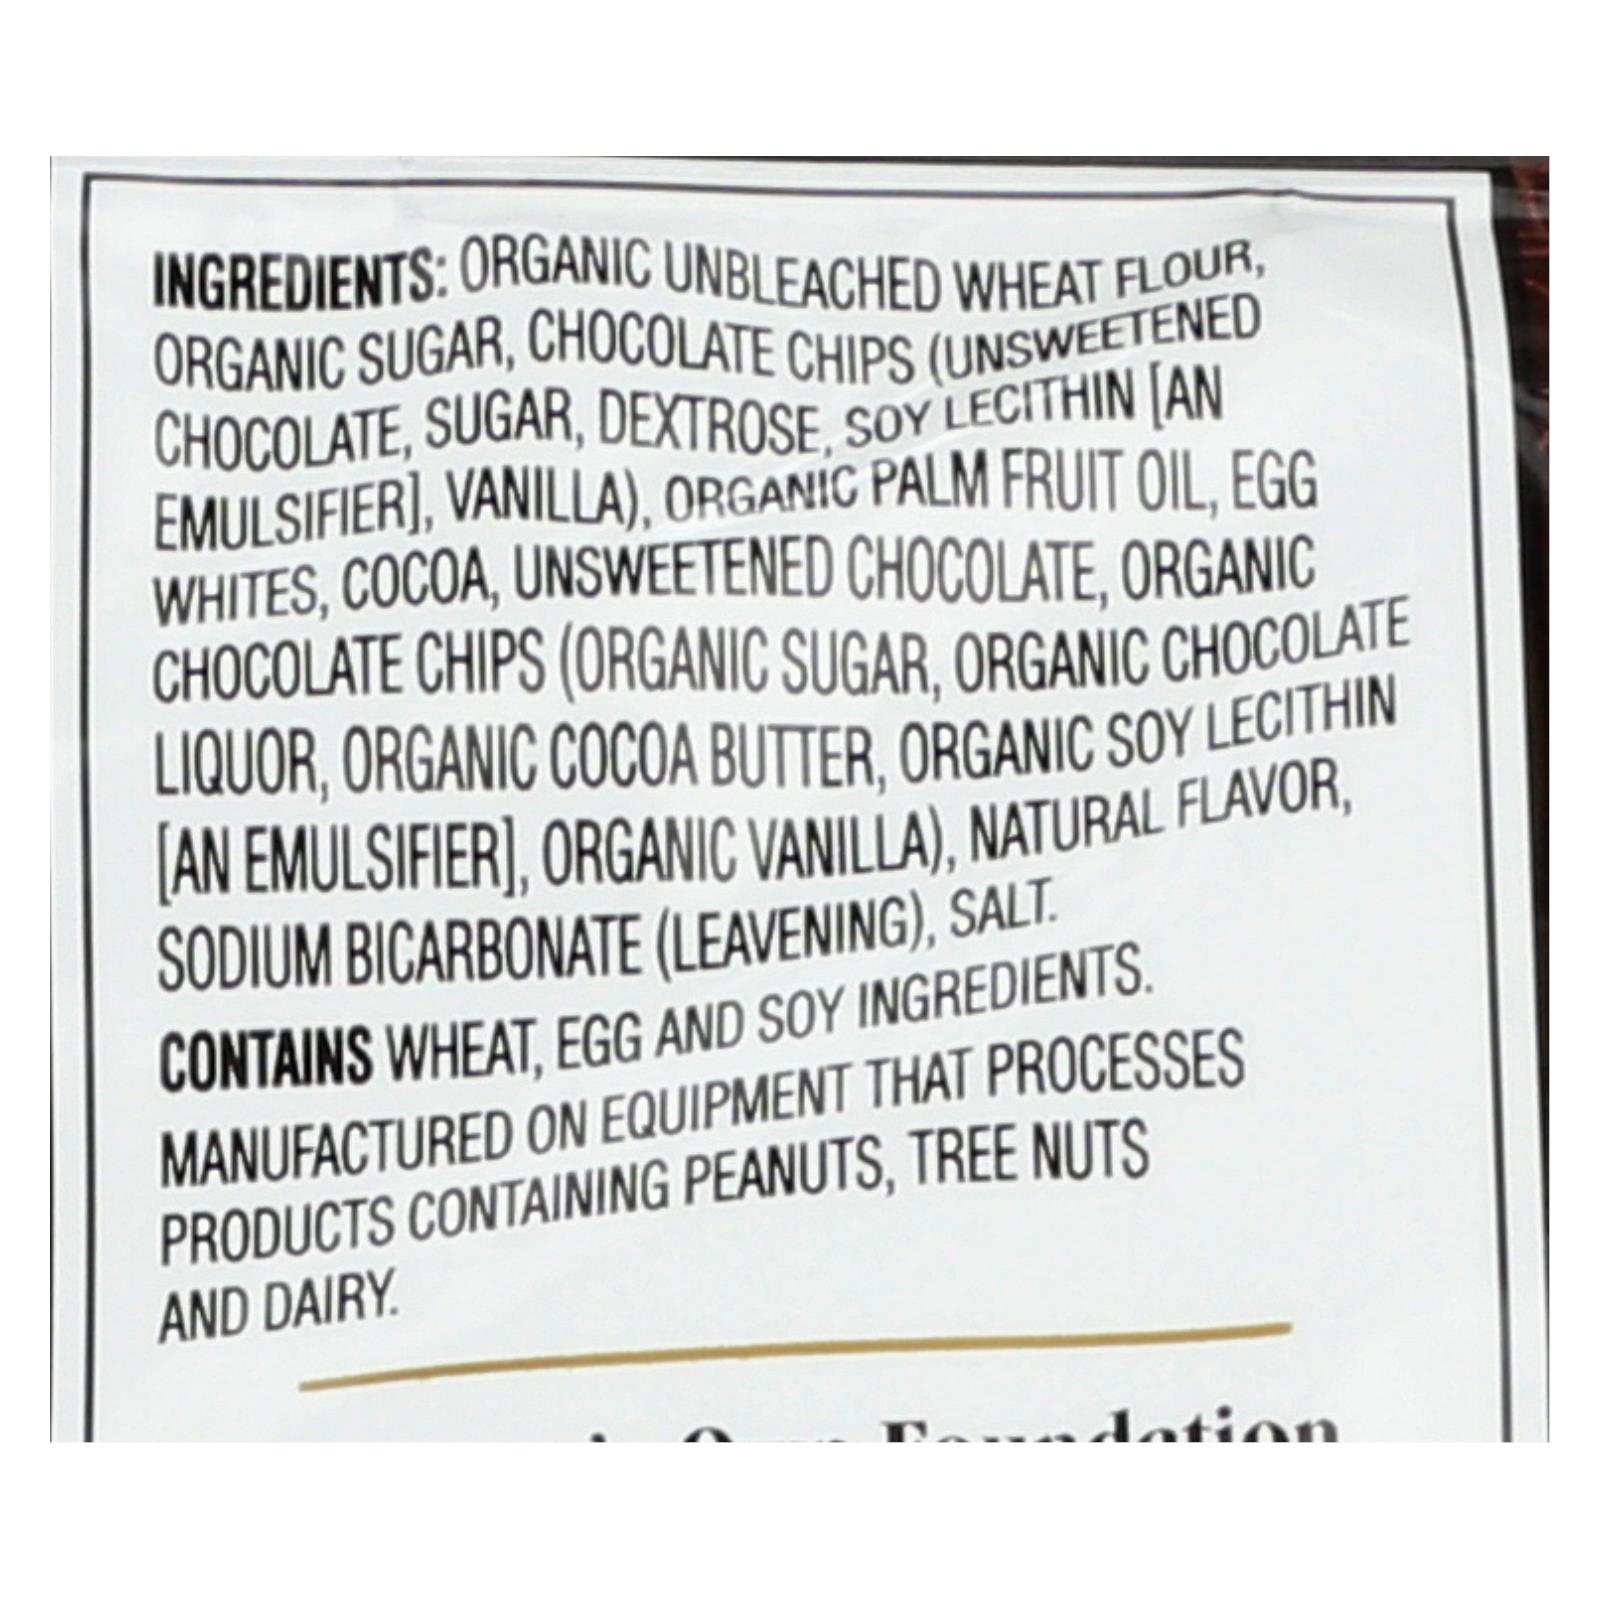 INGREDIENTS: ORGANIC UNBLEACHED WHEAT FLOUR,
ORGANIC SUGAR, CHOCOLATE CHIPS (UNSWEETENED
CHOCOLATE, SUGAR, DEXTROSE, SOY LECITHIN [AN
EMULSIFIER], VANILLA), ORGANIC PALM FRUIT OIL, EGG
WHITES, COCOA, UNSWEETENED CHOCOLATE, ORGANIC
CHOCOLATE CHIPS (ORGANIC SUGAR, ORGANIC CHOCOLATE
LIQUOR, ORGANIC COCOA BUTTER, ORGANIC SOY LECITHIN
[AN EMULSIFIER], ORGANIC VANILLA), NATURAL FLAVOR,
SODIUM BICARBONATE (LEAVENING), SALT.
CONTAINS WHEAT, EGG AND SOY INGREDIENTS.
MANUFACTURED ON EQUIPMENT THAT PROCESSES
PRODUCTS CONTAINING PEANUTS, TREE NUTS
AND DAIRY.
Own Foundation